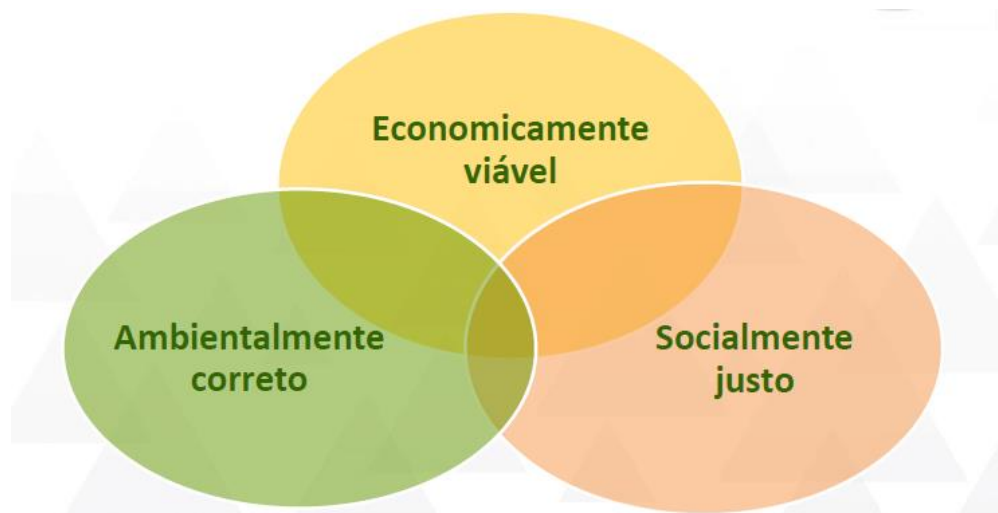 Economicamente
viável
Ambientalmente
correto
Socialmente
justo